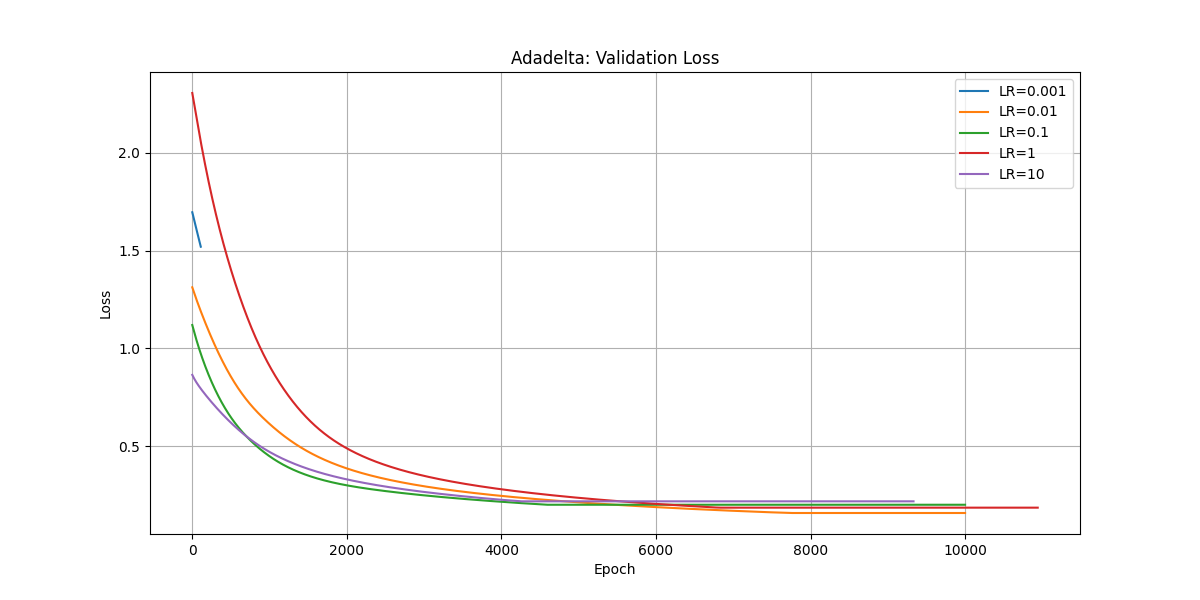 Adadelta: Validation Loss
LR=0.001
LR=0.01
LR=0.1
LR=1
LR=10
2.0
1.5
1.0
0.5
Loss
0
2000
4000
6000
8000
10000
Epoch